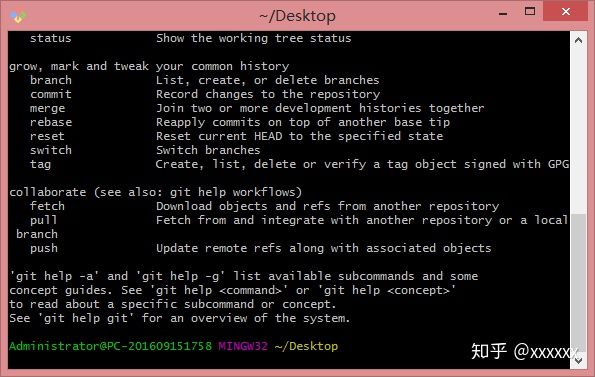 ~/Desktop
status Show the working tree status
grow, mark and tweak your common history
branch List, create, or delete branches
commit Record changes to the repository
merge Join two or more development histories together
rebase Reapply commits on top of another base tip
reset Reset current HEAD to the specified state
switch Switch branches
tag Create, list, delete or verify a tag object signed with GPG
collaborate (see also: git help workflows)
fetch Download objects and refs from another repository
pull Fetch from and integrate with another repository or a local
branch
push Update remote refs along with associated objects
'git help -a' and 'git help -g' list available subcommands and some
concept guides. See 'git help <command>' or 'git help <concept>'
to read about a specific subcommand or concept.
See 'git help git' for an overview of the system.
Administrator@PC-201609151758 MINGW32 ~/Desktop
知乎 @xxxxxx